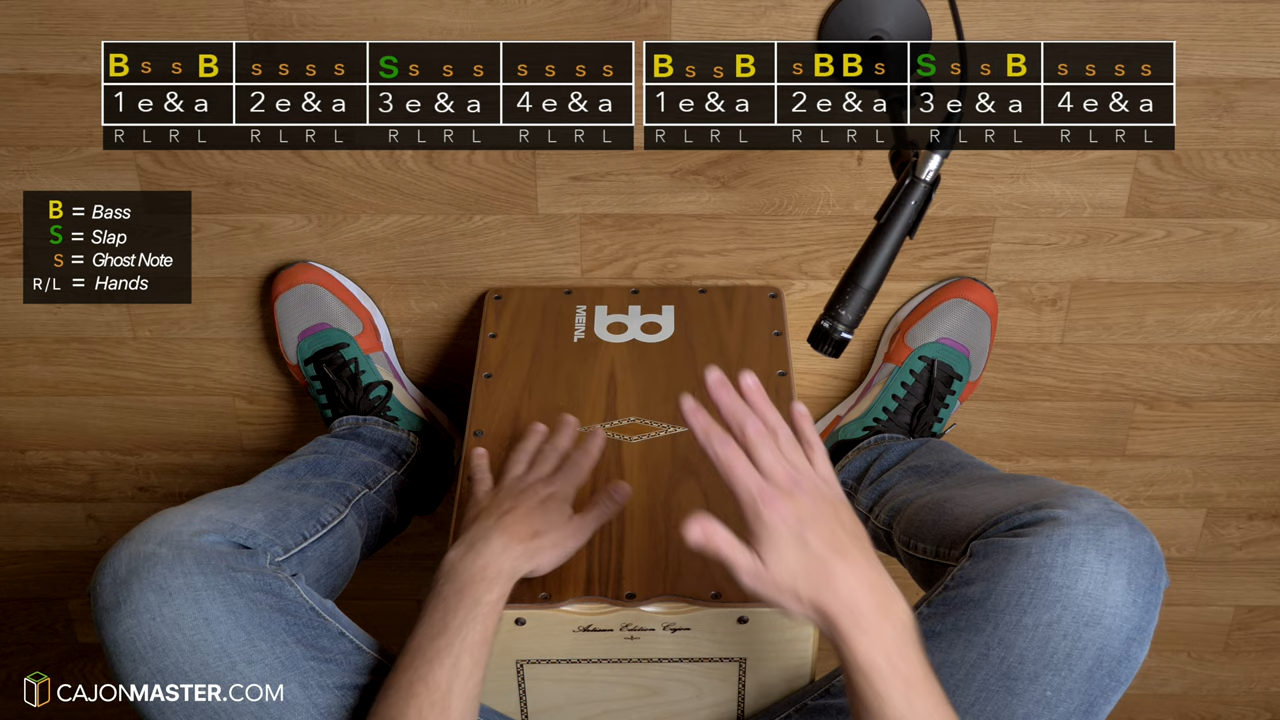 B s s B s s s s S s s s s s s s B s s B s B B s S s s B s s s s
1 e & a 2 e & a 3 e & a 4 e & a 1 e & a 2 e & a 3 e & a 4 e & a
R L R L R L R L R L R L R L R L R L R L R L R L R L R L R L R L
B = Bass
S = Slap
s = Ghost Note
R/L = Hands
MEINL
Artisan Edition Cajon
CAJONMASTER.COM